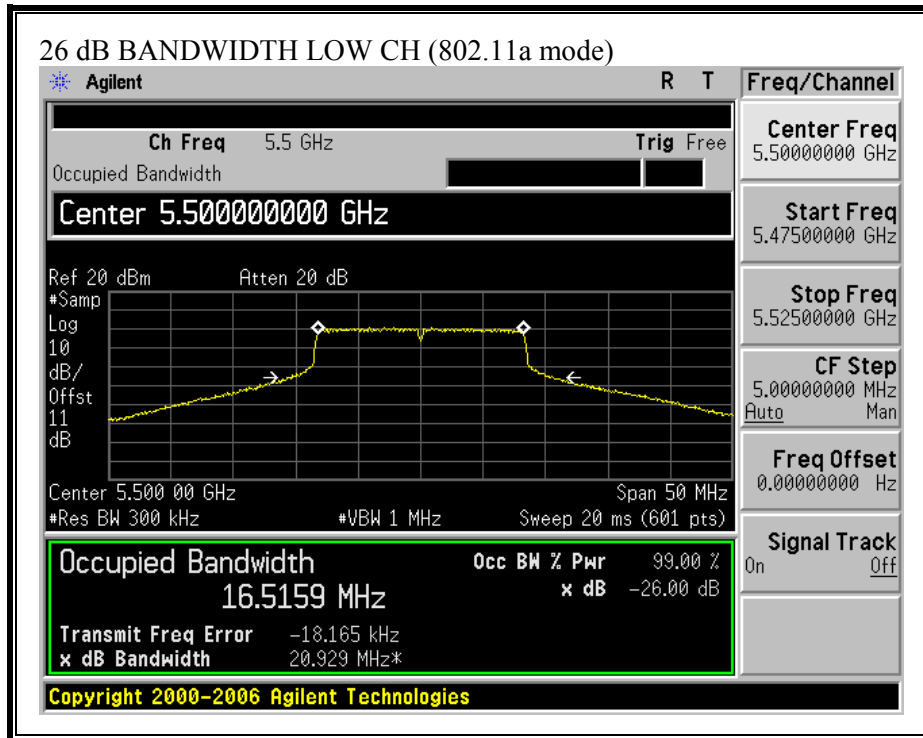 26 dB BANDWIDTH LOW CH (802.11a mode)
Agilent R T
Freq/Channel
Ch Freq 5.5 GHz Trig Free
Occupied Bandwidth
Center 5.500000000 GHz
Ref 20 dBm Atten 20 dB
#Samp
Log
10
dB/
Offst
11
dB
Center 5.500 00 GHz Span 50 MHz
#Res BW 300 kHz #VBW 1 MHz Sweep 20 ms (601 pts)
Occupied Bandwidth
16.5159 MHz
Occ BW % Pwr 99.00 %
x dB -26.00 dB
Transmit Freq Error -18.165 kHz
x dB Bandwidth 20.929 MHz*
Copyright 2000-2006 Agilent Technologies
Center Freq
5.50000000 GHz
Start Freq
5.47500000 GHz
Stop Freq
5.52500000 GHz
CF Step
5.00000000 MHz
Auto Man
Freq Offset
0.00000000 Hz
Signal Track
On Off